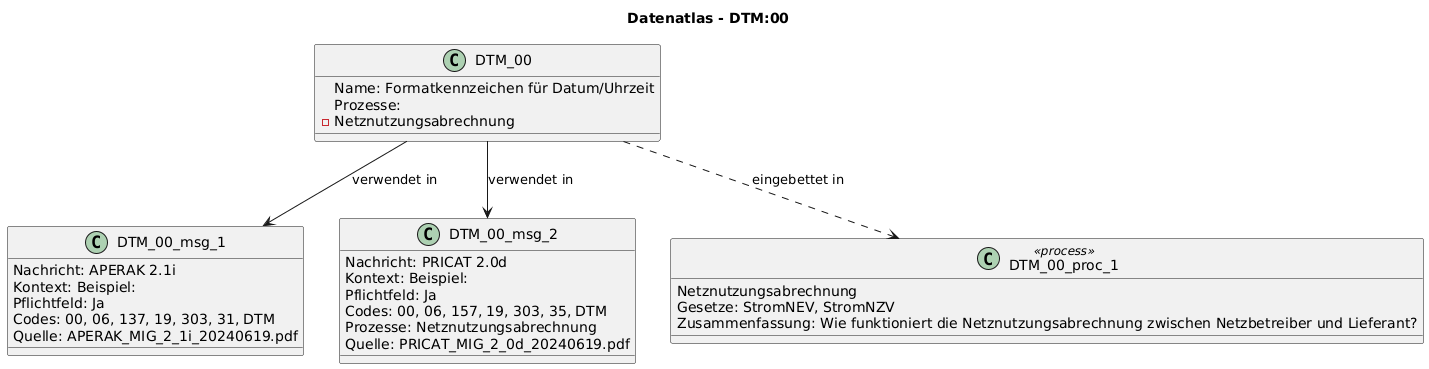 Datenatlas - DTM:00
C DTM_00
Name: Formatkennzeichen für Datum/Uhrzeit
Prozesse:
Netznutzungsabrechnung
verwendet in
verwendet in
eingebettet in
C DTM_00_msg_1
Nachricht: APERAK 2.1i
Kontext: Beispiel:
Pflichtfeld: Ja
Codes: 00, 06, 137, 19, 303, 31, DTM
Quelle: APERAK_MIG_2_1i_20240619.pdf
C DTM_00_msg_2
Nachricht: PRICAT 2.0d
Kontext: Beispiel:
Pflichtfeld: Ja
Codes: 00, 06, 157, 19, 303, 35, DTM
Prozesse: Netznutzungsabrechnung
Quelle: PRICAT_MIG_2_0d_20240619.pdf
«process»
C DTM_00_proc_1
Netznutzungsabrechnung
Gesetze: StromNEV, StromNZV
Zusammenfassung: Wie funktioniert die Netznutzungsabrechnung zwischen Netzbetreiber und Lieferant?